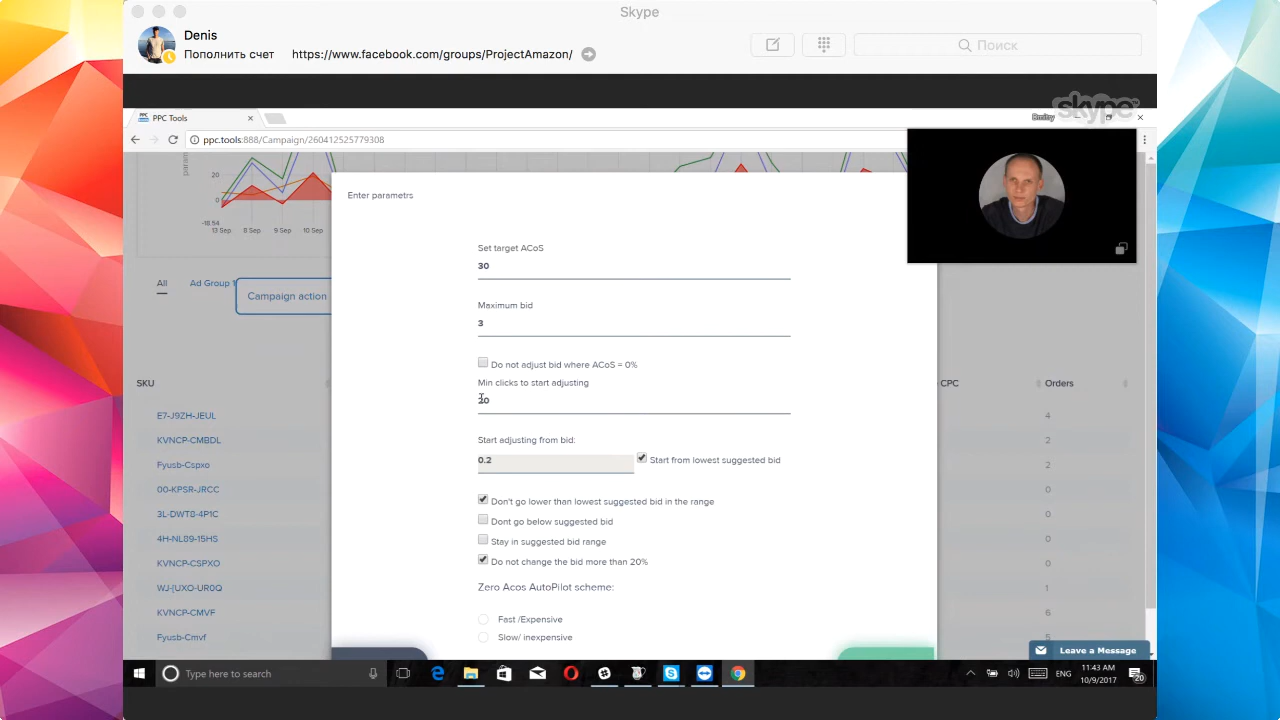 Skype
Denis
Пополнить счет https://www.facebook.com/groups/ProjectAmazon/
Поиск
skype™
PPC Tools
Dmitry
ppc.tools:888/Campaign/260412525779308
20
0
-18.54
13 Sep 8 Sep 9 Sep 10 Sep
Enter parametrs
Set target ACoS
30
Maximum bid
3
Do not adjust bid where ACoS = 0%
Min clicks to start adjusting
20
Start adjusting from bid:
0.2
Start from lowest suggested bid
Don't go lower than lowest suggested bid in the range
Dont go below suggested bid
Stay in suggested bid range
Do not change the bid more than 20%
Zero Acos AutoPilot scheme:
Fast /Expensive
Slow/ inexpensive
All Ad Group 1
Campaign action
SKU CPC Orders
E7-J9ZH-JEUL 4
KVNCP-CMBDL 2
Fyusb-Cspxo 2
00-KPSR-JRCC 0
3L-DWT8-4P1C 0
4H-NL89-15HS 0
KVNCP-CSPXO 0
WJ-[UXO-UR0Q 1
KVNCP-CMVF 6
Fyusb-Cmvf 5
Leave a Message
Type here to search
ENG
11:43 AM
10/9/2017
20